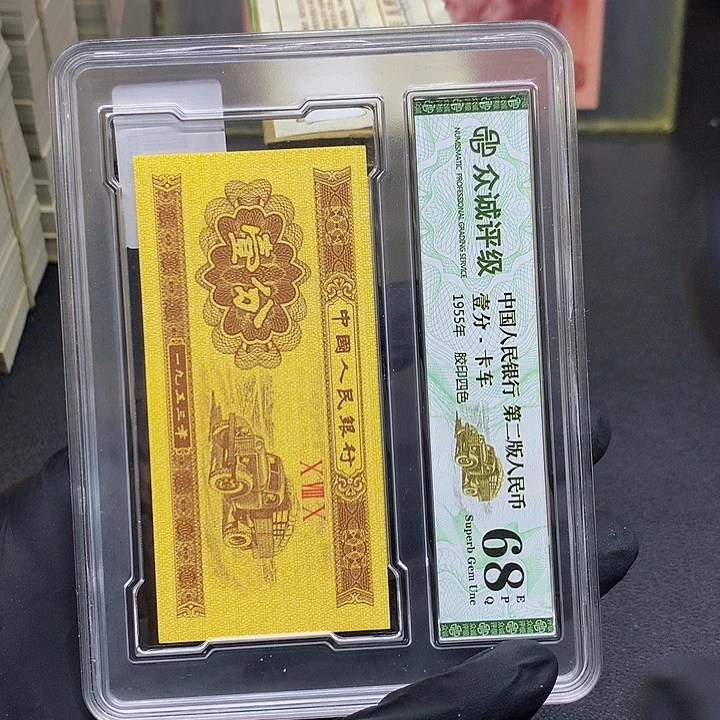 中國人民銀行
壹分
X Ⅷ X
一九五三年
众诚评级
NUMISMATIC PROFESSIONAL GRADING SERVICE
中国人民银行 第二版人民币
壹分 - 卡车
1955年 胶印四色
68
E
P
Q
Superb Gem Unc